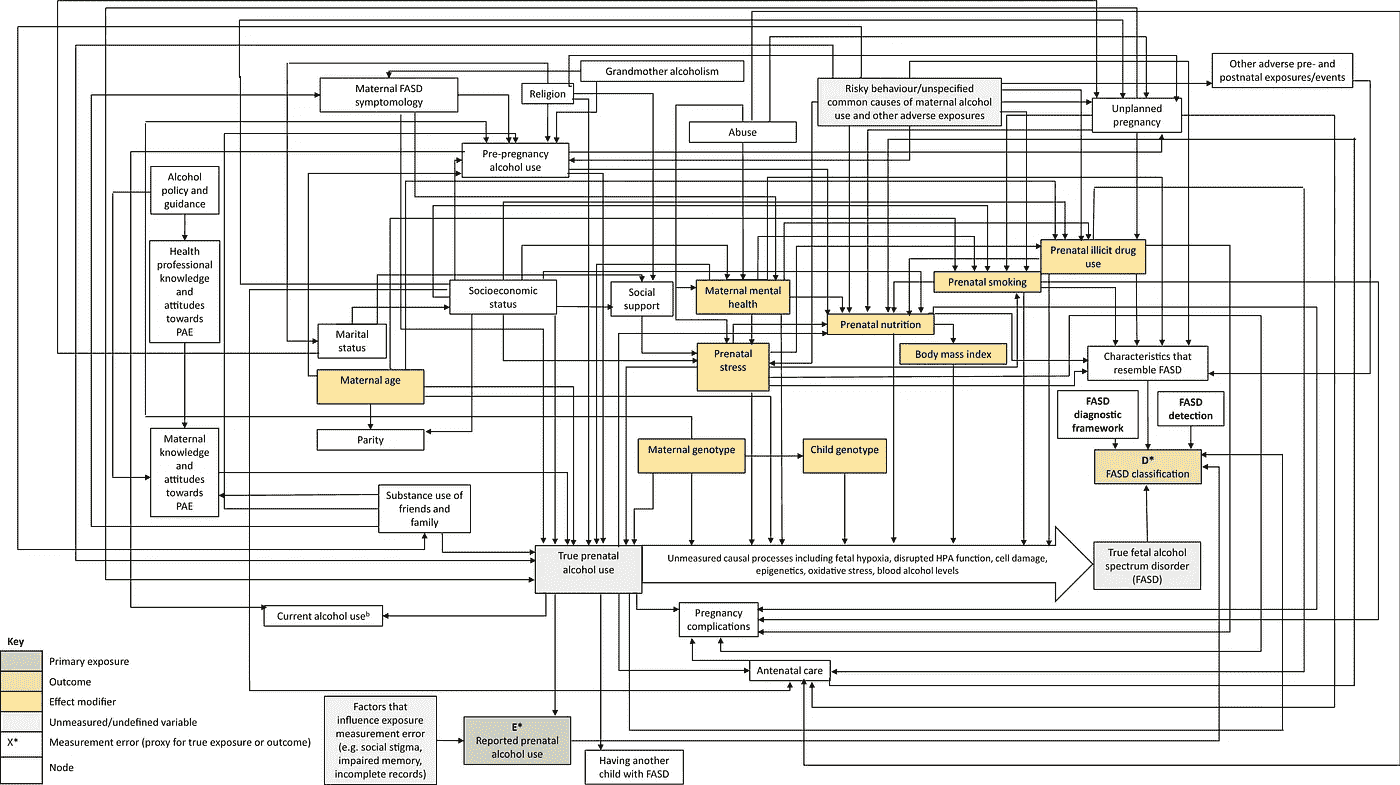 Grandmother alcoholism
Other adverse pre- and
postnatal exposures/events
Maternal FASD
symptomology
Religion
Risky behaviour/unspecified
common causes of maternal alcohol
use and other adverse exposures
Unplanned
pregnancy
Abuse
Pre-pregnancy
alcohol use
Alcohol
policy and
guidance
Health
professional
knowledge
and
attitudes
towards
PAE
Prenatal illicit drug
use
Prenatal smoking
Socioeconomic
status
Social
support
Maternal mental
health
Prenatal nutrition
Marital
status
Prenatal
stress
Body mass index
Characteristics that
resemble FASD
Maternal age
FASD
diagnostic
framework
FASD
detection
Parity
Maternal genotype
Child genotype
Maternal
knowledge
and
attitudes
towards
PAE
D*
FASD classification
Substance use of
friends and
family
True prenatal
alcohol use
Unmeasured causal processes including fetal hypoxia, disrupted HPA function, cell damage,
epigenetics, oxidative stress, blood alcohol levels
True fetal alcohol
spectrum disorder
(FASD)
Current alcohol useᵇ
Pregnancy
complications
Antenatal care
Key
Primary exposure
Outcome
Effect modifier
Unmeasured/undefined variable
X* Measurement error (proxy for true exposure or outcome)
Node
Factors that
influence exposure
measurement error
(e.g. social stigma,
impaired memory,
incomplete records)
E*
Reported prenatal
alcohol use
Having another
child with FASD